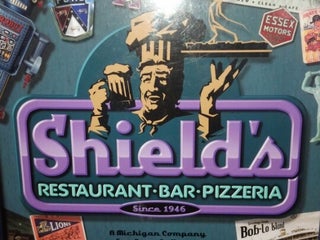 ESSEX
MOTORS
Shield's
RESTAURANT·BAR·PIZZERIA
Since 1946
A Michigan Company
LIONS
Bob-Lo Island